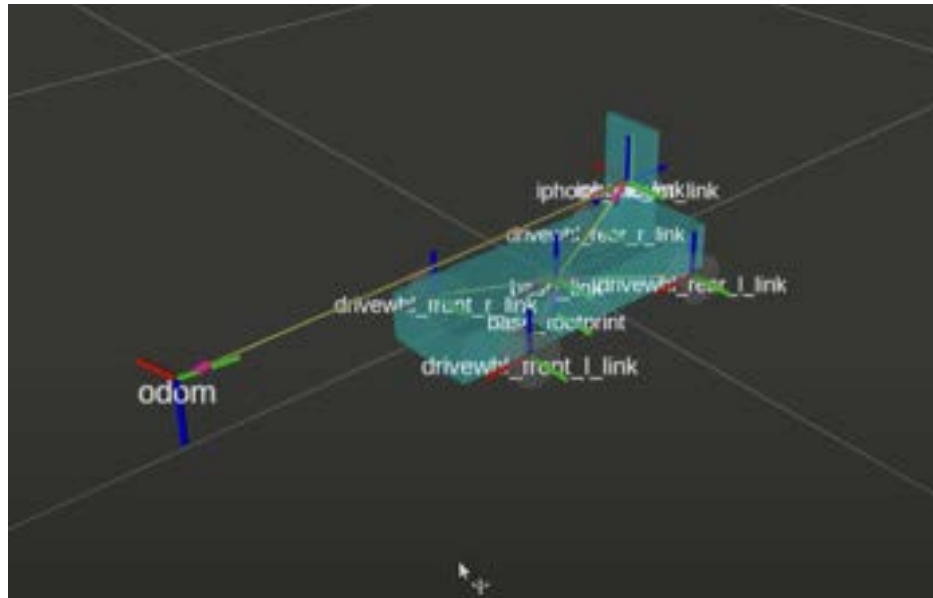 drivewhl_rear_r_link
drivewhl_rear_l_link
drivewhl_front_r_link
base_footprint
drivewhl_front_l_link
odom